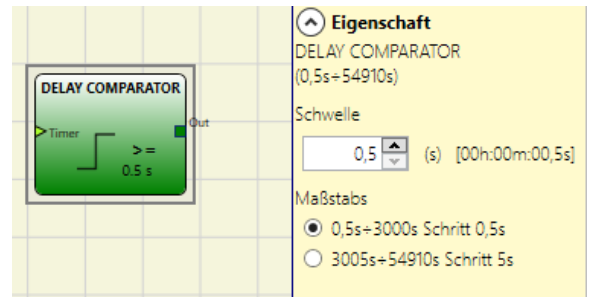 DELAY COMPARATOR
Timer
Out
>=
0.5 s
Eigenschaft
DELAY COMPARATOR
(0,5s÷54910s)
Schwelle
0,5 (s) [00h:00m:00,5s]
Maßstabs
0,5s÷3000s Schritt 0,5s
3005s÷54910s Schritt 5s